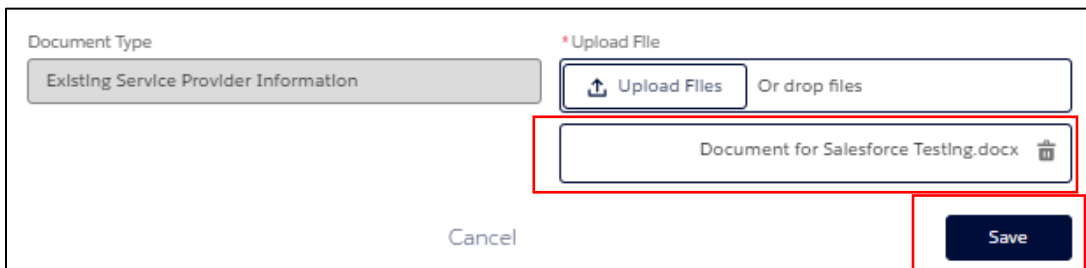 Document Type
*Upload File
Existing Service Provider Information
Upload Files
Or drop files
Document for Salesforce Testing.docx
Cancel
Save